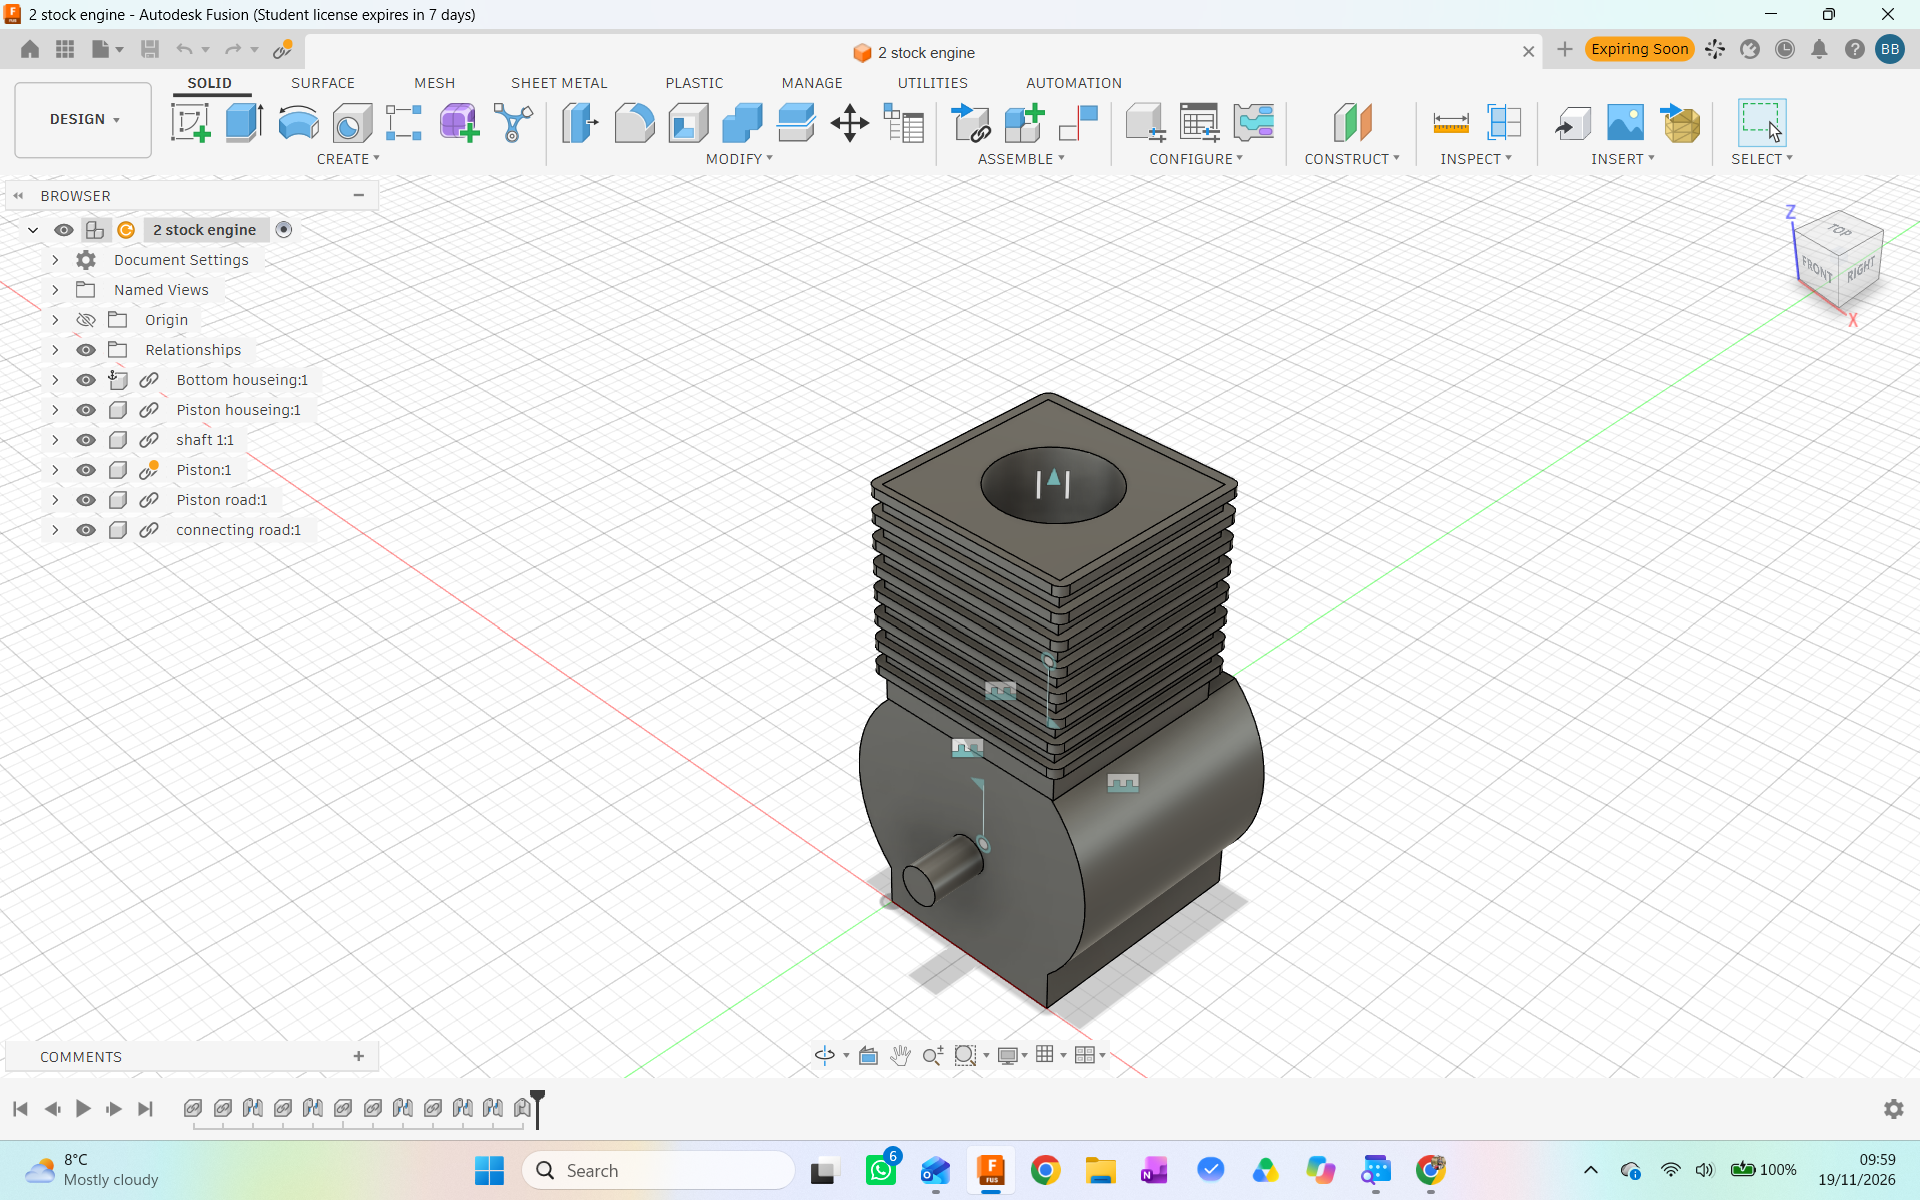 2 stock engine - Autodesk Fusion (Student license expires in 7 days)
2 stock engine
Expiring Soon
BB
DESIGN
SOLID
SURFACE
MESH
SHEET METAL
PLASTIC
MANAGE
UTILITIES
AUTOMATION
CREATE
MODIFY
ASSEMBLE
CONFIGURE
CONSTRUCT
INSPECT
INSERT
SELECT
BROWSER
2 stock engine
Document Settings
Named Views
Origin
Relationships
Bottom houseing:1
Piston houseing:1
shaft 1:1
Piston:1
Piston road:1
connecting road:1
Z
TOP
FRONT
RIGHT
X
COMMENTS
8°C
Mostly cloudy
Search
6
F
FUS
100%
09:59
19/11/2026